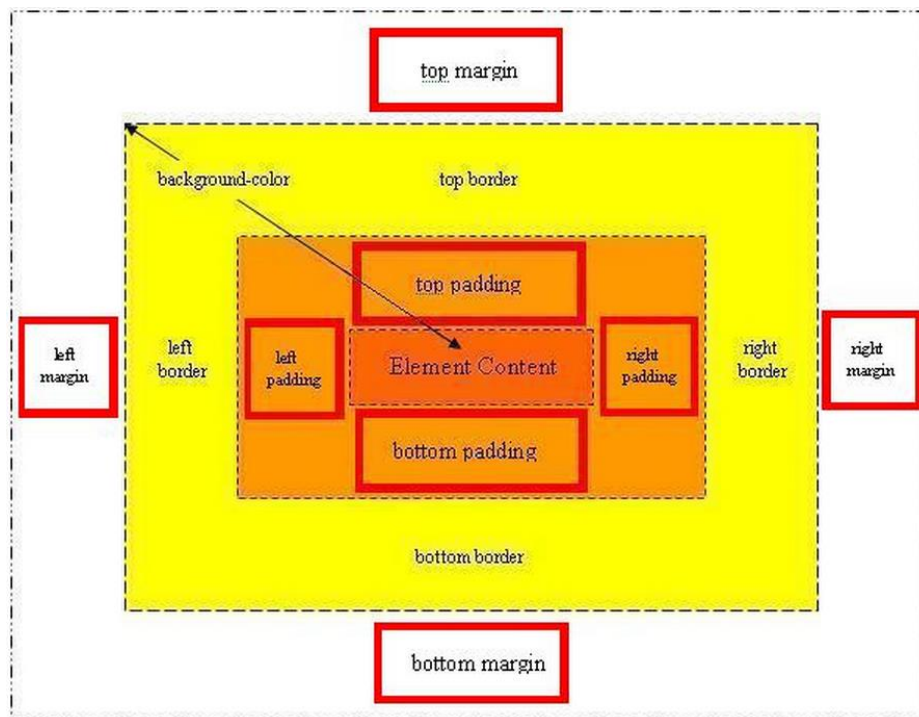 top margin
background-color
top border
top padding
left
margin
left
border
left
padding
Element Content
right
padding
right
border
right
margin
bottom padding
bottom border
bottom margin